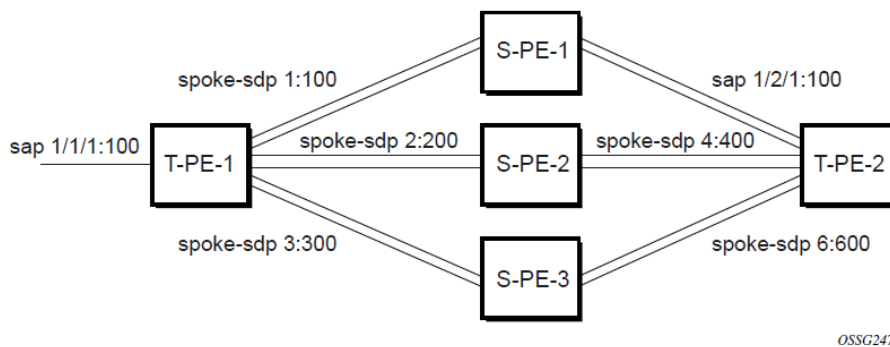 S-PE-1
spoke-sdp 1:100
sap 1/2/1:100
sap 1/1/1:100
T-PE-1
spoke-sdp 2:200
S-PE-2
spoke-sdp 4:400
T-PE-2
spoke-sdp 3:300
S-PE-3
spoke-sdp 6:600
OSSG247